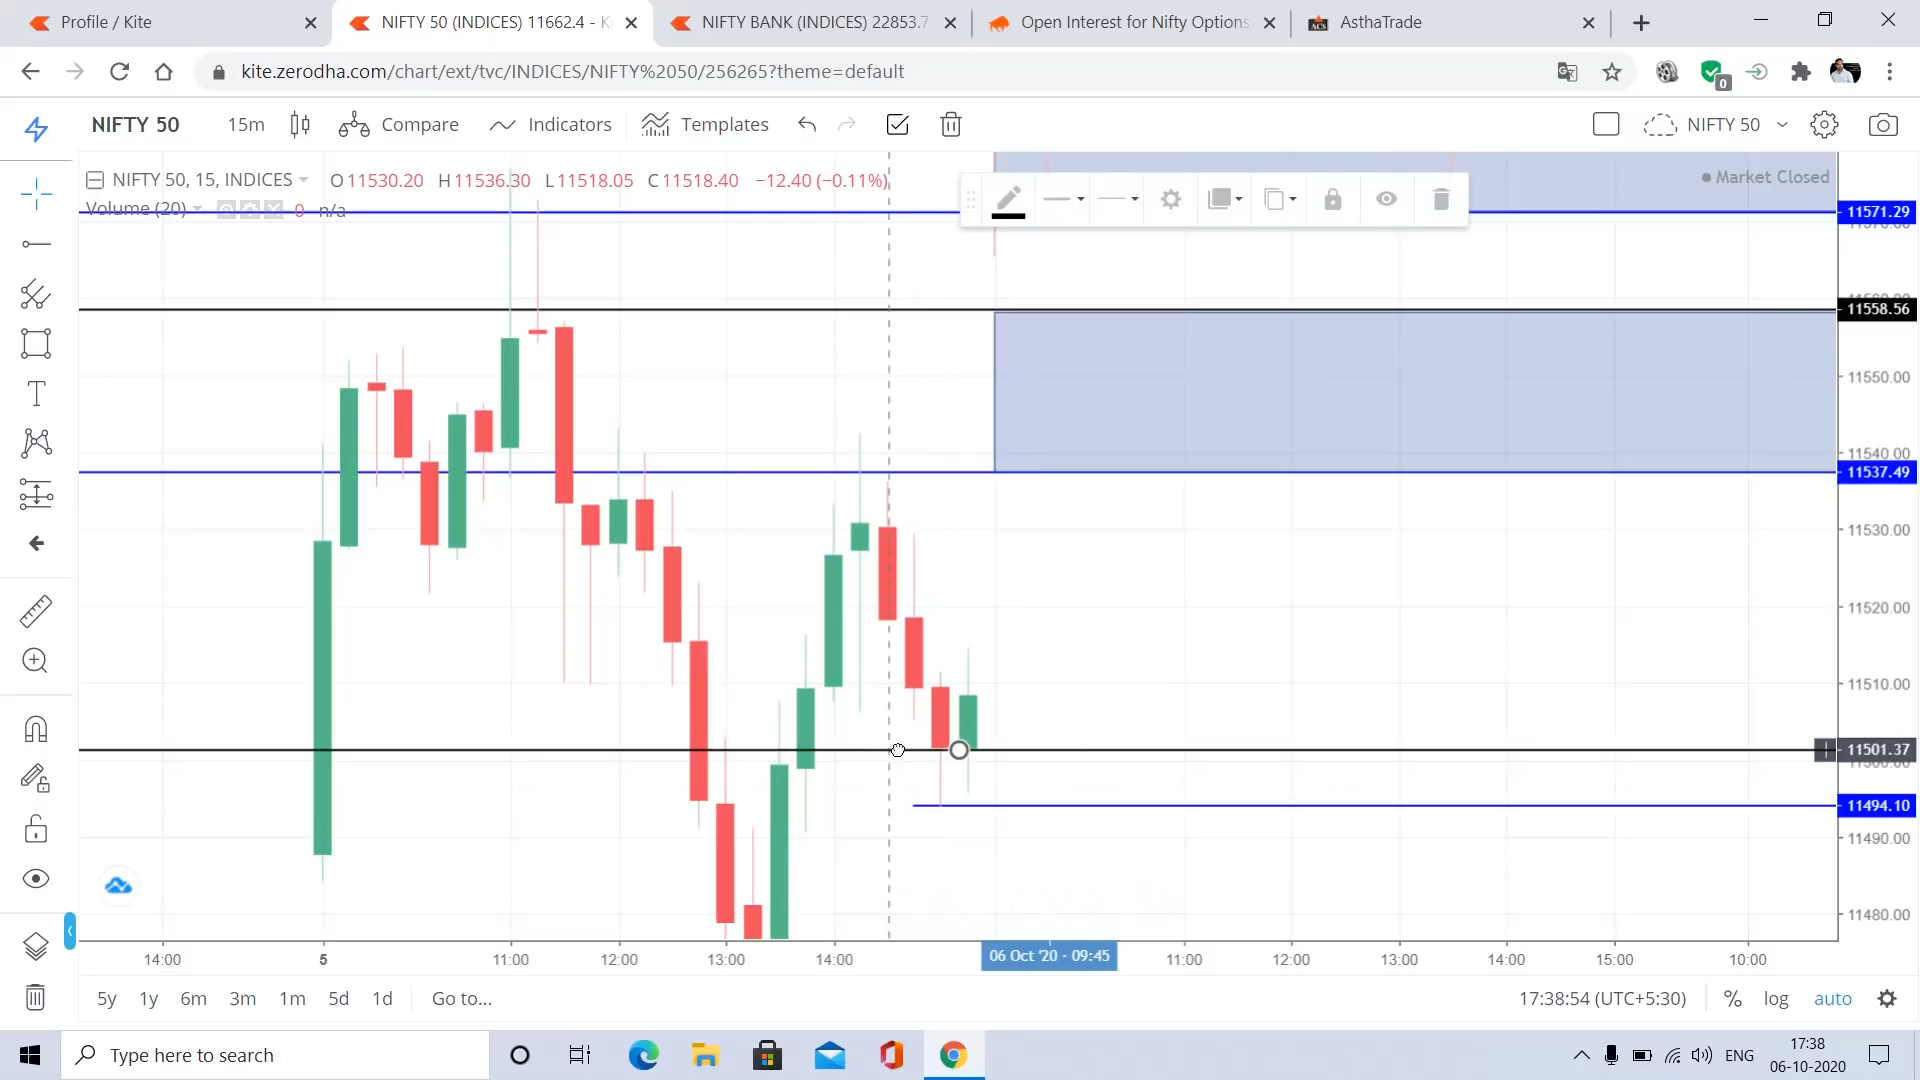 Profile / Kite
NIFTY 50 (INDICES) 11662.4 - K
NIFTY BANK (INDICES) 22853.7
Open Interest for Nifty Options
AsthaTrade
kite.zerodha.com/chart/ext/tvc/INDICES/NIFTY%2050/256265?theme=default
0
NIFTY 50
15m
Compare
Indicators
Templates
NIFTY 50
NIFTY 50, 15, INDICES
O 11530.20 H 11536.30 L 11518.05 C 11518.40 −12.40 (−0.11%)
Market Closed
Volume (20)
0 n/a
11571.29
11558.56
11550.00
11540.00
11537.49
11530.00
11520.00
11510.00
11501.37
11494.10
11490.00
11480.00
14:00
5
11:00
12:00
13:00
14:00
06 Oct '20 - 09:45
11:00
12:00
13:00
14:00
15:00
10:00
5y
1y
6m
3m
1m
5d
1d
Go to...
17:38:54 (UTC+5:30)
%
log
auto
Type here to search
ENG
17:38
06-10-2020